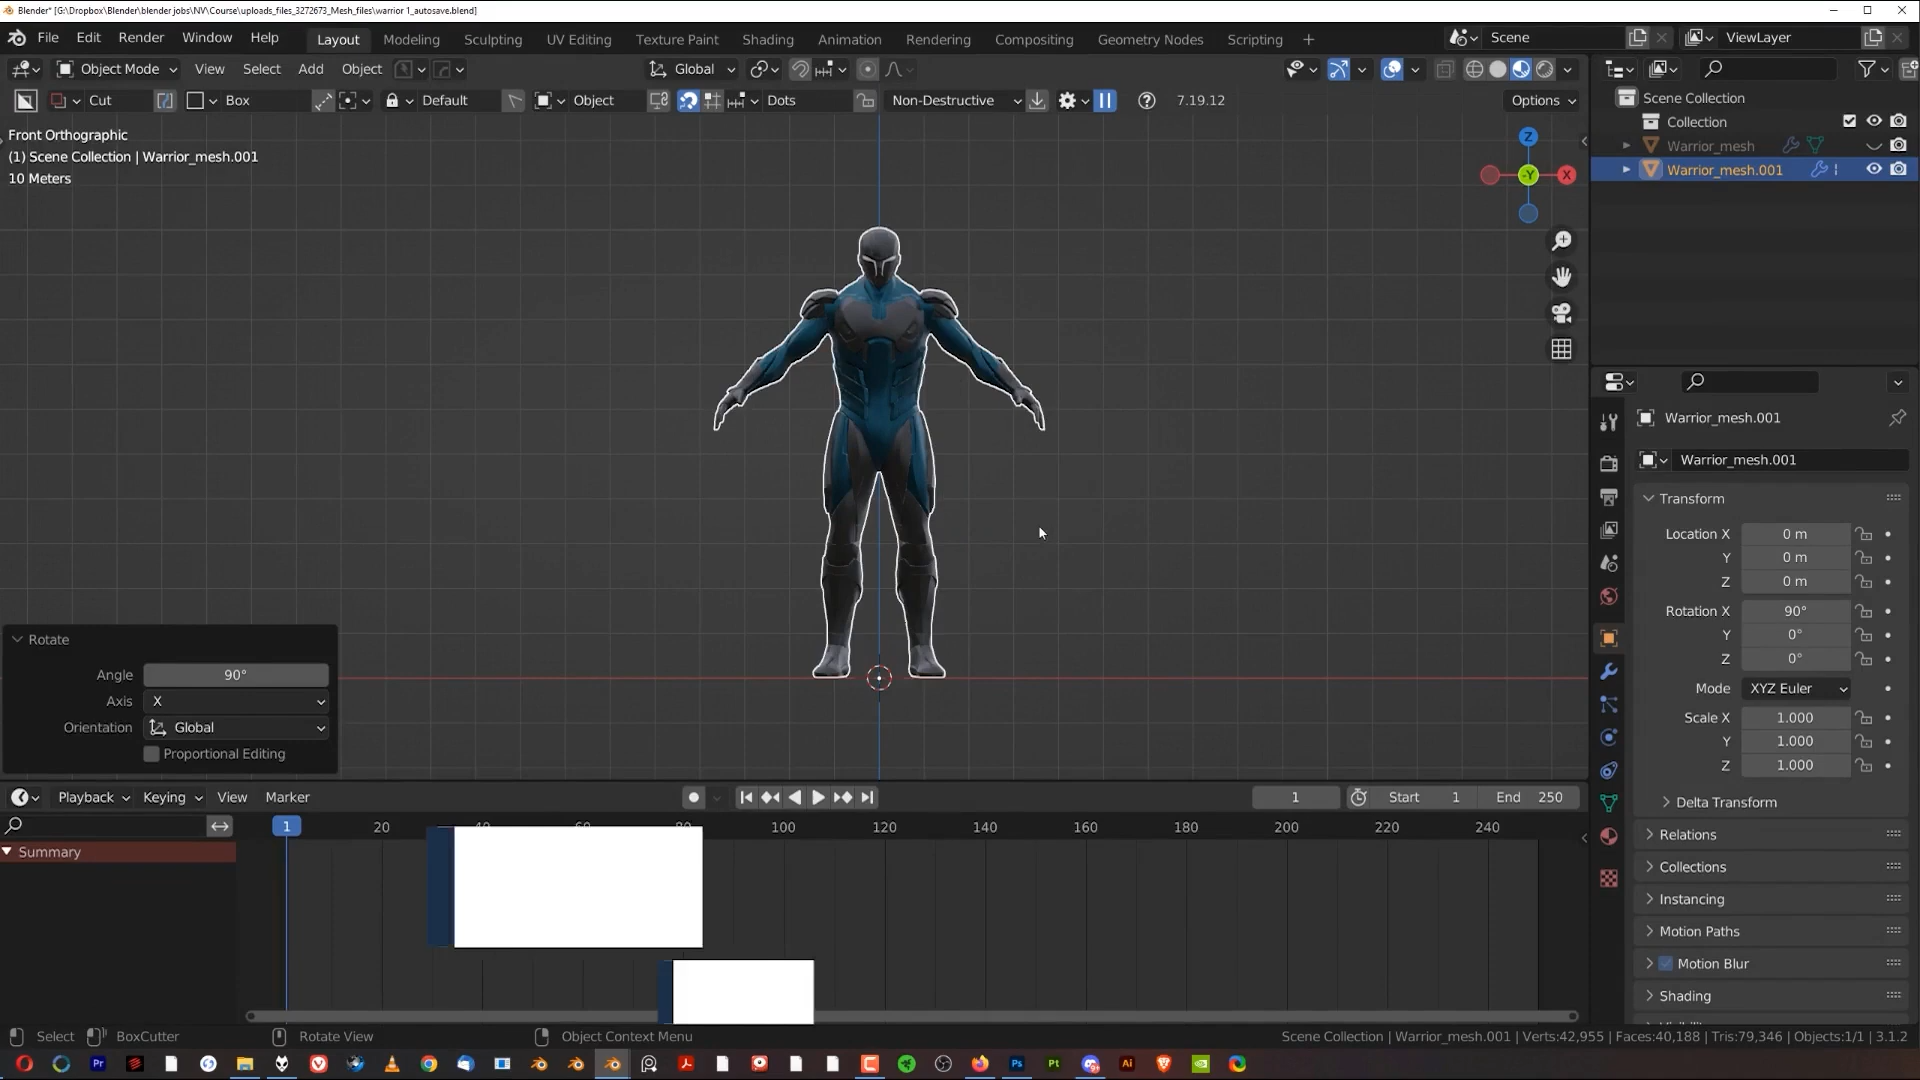 Blender* [G:\Dropbox\Blender\blender jobs\NV\Course\uploads_files_3272673_Mesh_files\warrior 1_autosave.blend]
File Edit Render Window Help Layout Modeling Sculpting UV Editing Texture Paint Shading Animation Rendering Compositing Geometry Nodes Scripting + Scene ViewLayer
Object Mode View Select Add Object Global
Cut Box Default Object Dots Non-Destructive 7.19.12 Options
Scene Collection
Collection
Warrior_mesh
Warrior_mesh.001
Front Orthographic
(1) Scene Collection | Warrior_mesh.001
10 Meters
Z
-Y
X
Warrior_mesh.001
Warrior_mesh.001
Transform
Location X 0 m
Y 0 m
Z 0 m
Rotation X 90°
Y 0°
Z 0°
Mode XYZ Euler
Scale X 1.000
Y 1.000
Z 1.000
Delta Transform
Relations
Collections
Instancing
Motion Paths
Motion Blur
Shading
Rotate
Angle 90°
Axis X
Orientation Global
Proportional Editing
Playback Keying View Marker 1 Start 1 End 250
1 20 40 60 80 100 120 140 160 180 200 220 240
Summary
Select BoxCutter Rotate View Object Context Menu Scene Collection | Warrior_mesh.001 | Verts:42,955 | Faces:40,188 | Tris:79,346 | Objects:1/1 | 3.1.2
Pr Ps Pt Ai